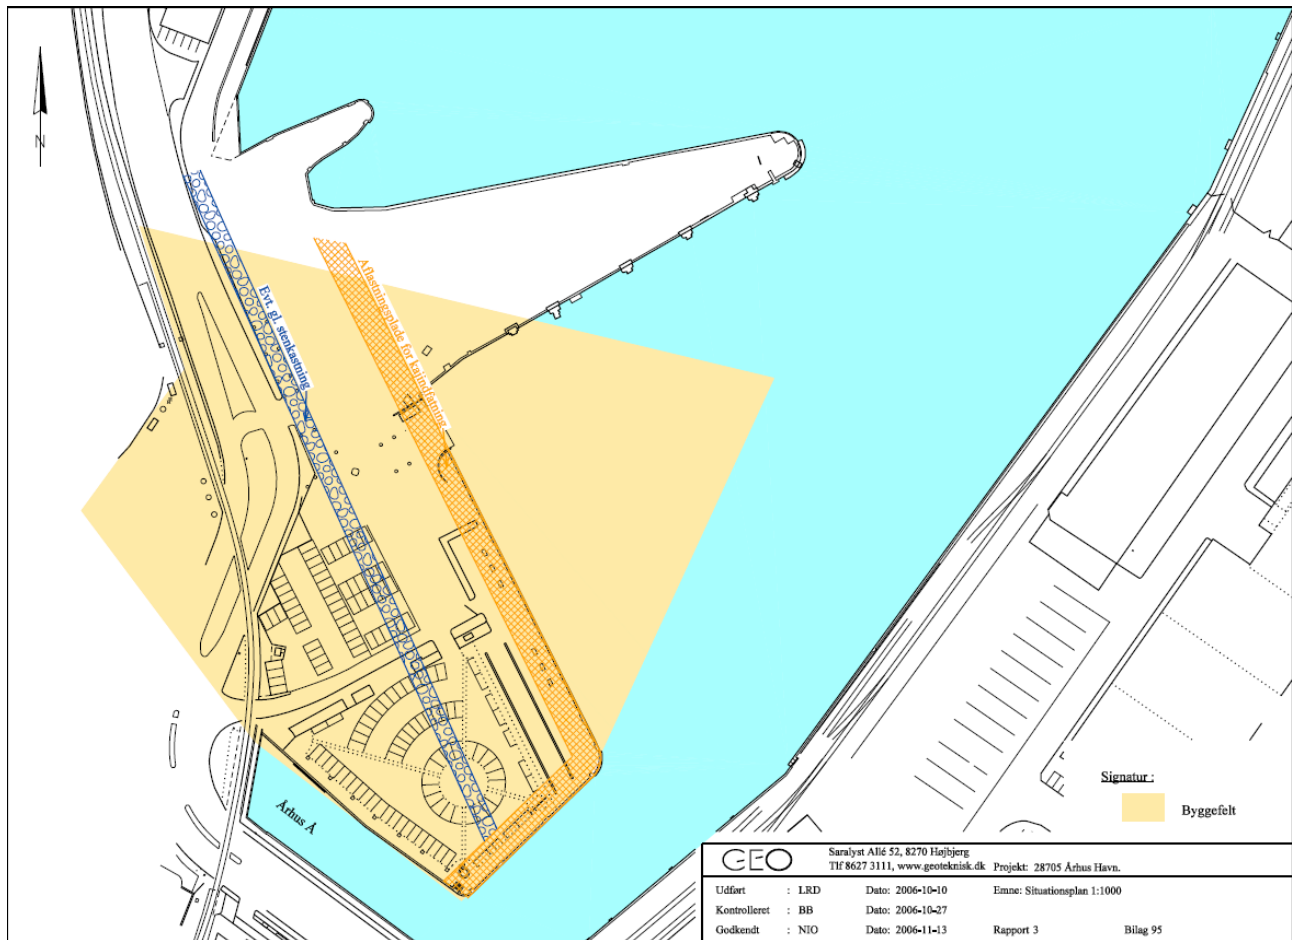 N
Evt. gl. stenkastning
Aflastningsplade for kajindfatning
Århus Å
Signatur :
Byggefelt
GEO
Saralyst Allé 52, 8270 Højbjerg
Tlf 8627 3111, www.geoteknisk.dk Projekt: 28705 Århus Havn.
Udført : LRD Dato: 2006-10-10 Emne: Situationsplan 1:1000
Kontrolleret : BB Dato: 2006-10-27
Godkendt : NIO Dato: 2006-11-13 Rapport 3 Bilag 95